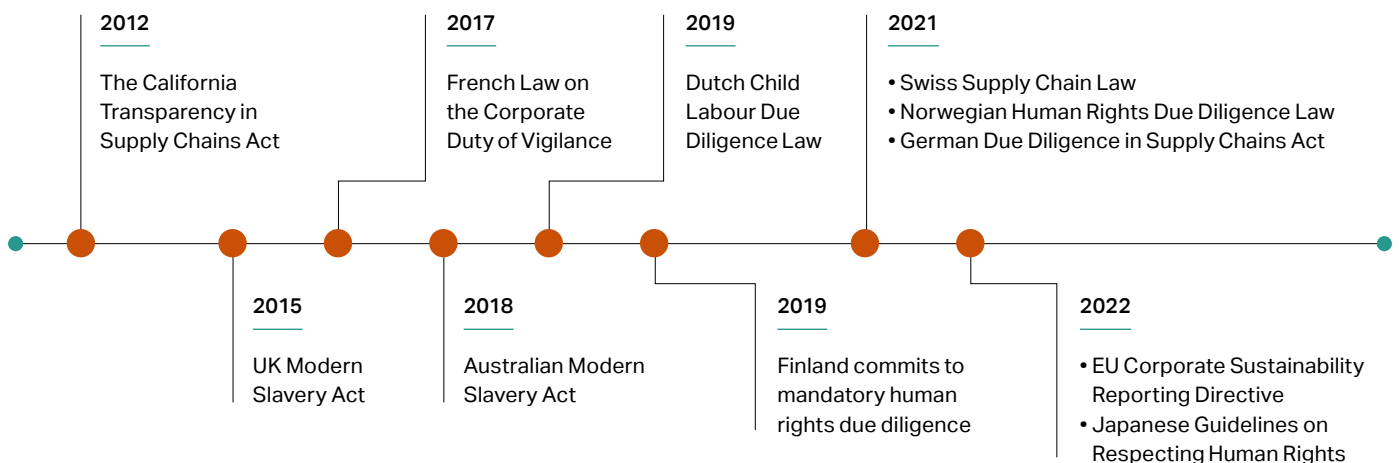 2012
The California
Transparency in
Supply Chains Act
2017
French Law on
the Corporate
Duty of Vigilance
2019
Dutch Child
Labour Due
Diligence Law
2021
• Swiss Supply Chain Law
• Norwegian Human Rights Due Diligence Law
• German Due Diligence in Supply Chains Act
2015
UK Modern
Slavery Act
2018
Australian Modern
Slavery Act
2019
Finland commits to
mandatory human
rights due diligence
2022
• EU Corporate Sustainability
Reporting Directive
• Japanese Guidelines on
Respecting Human Rights